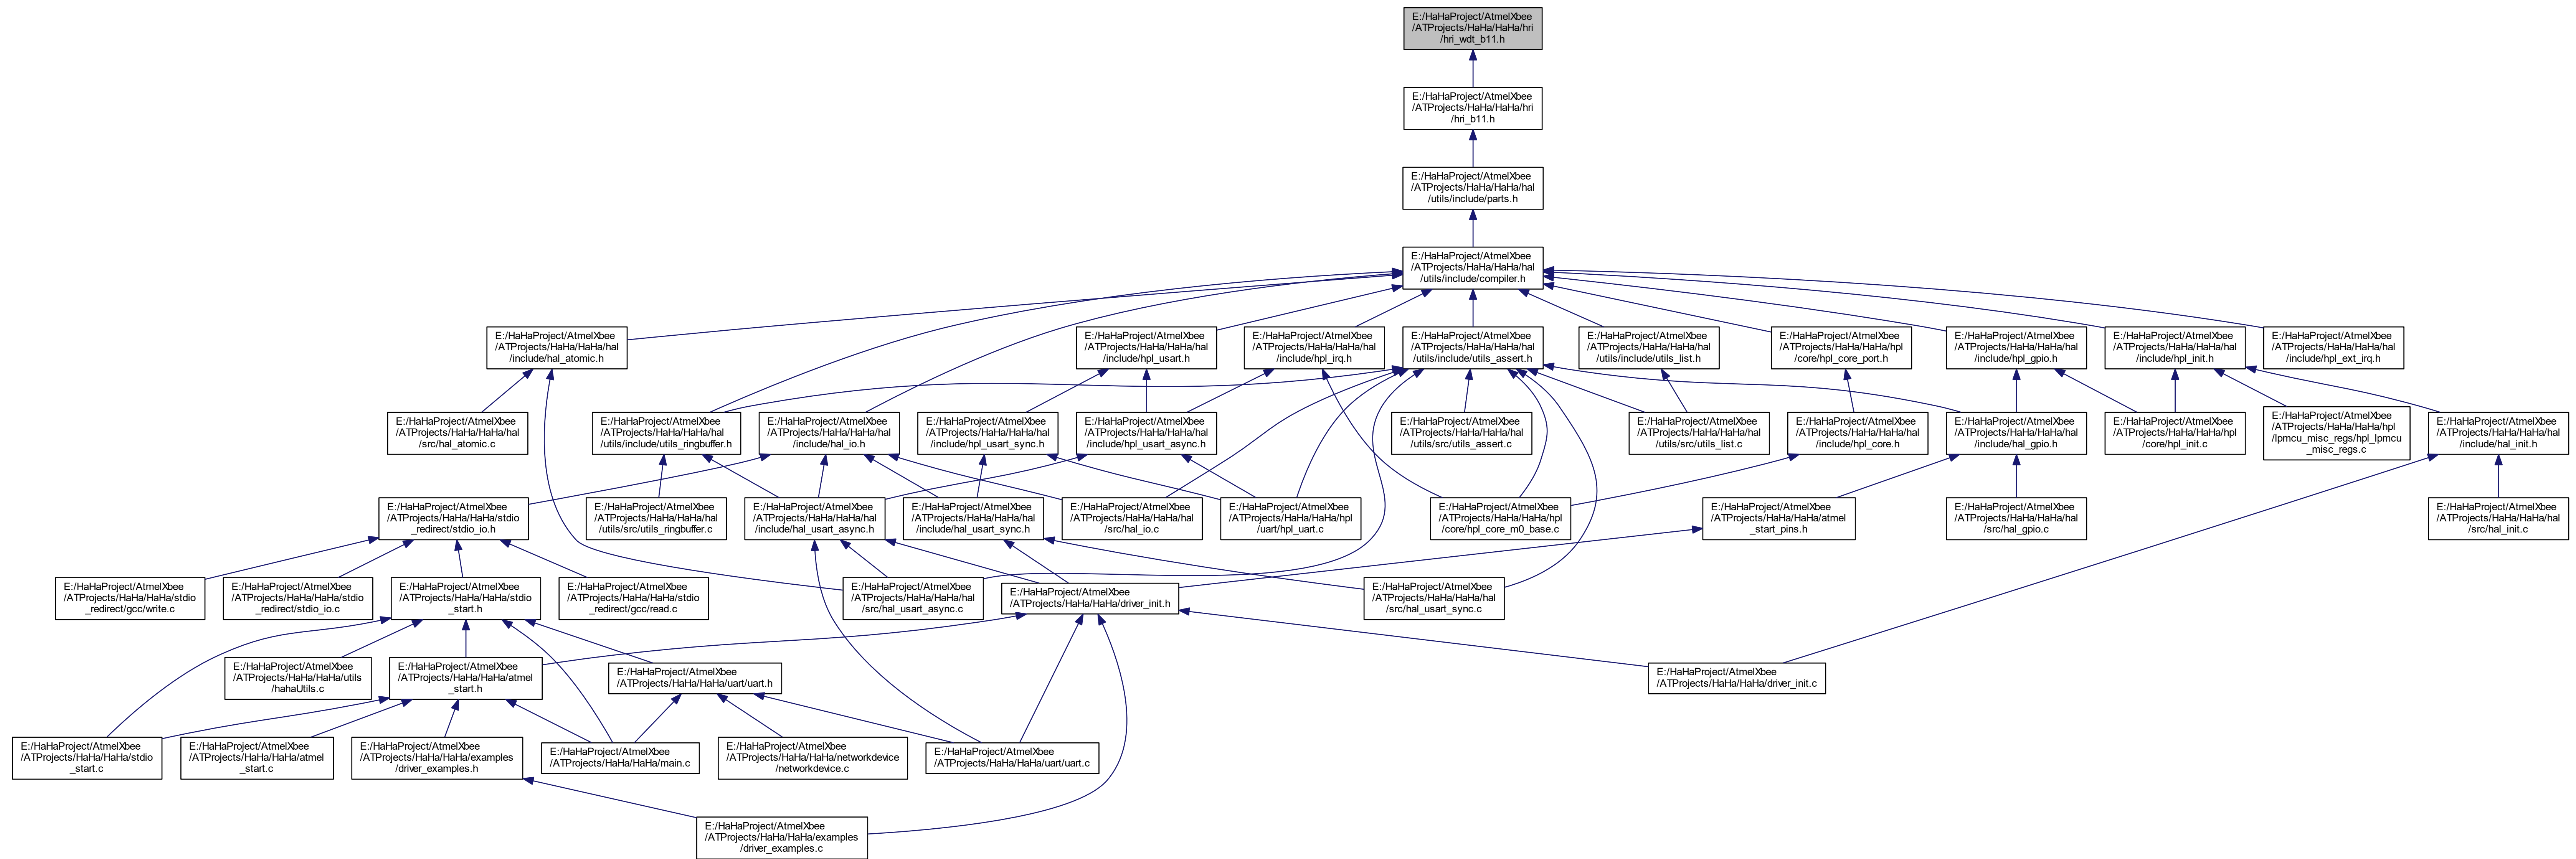 E:/HaHaProject/AtmelXbee
/ATProjects/HaHa/HaHa/hri
/hri_wdt_b11.h
E:/HaHaProject/AtmelXbee
/ATProjects/HaHa/HaHa/hri
/hri_b11.h
E:/HaHaProject/AtmelXbee
/ATProjects/HaHa/HaHa/hal
/utils/include/parts.h
E:/HaHaProject/AtmelXbee
/ATProjects/HaHa/HaHa/hal
/utils/include/compiler.h
E:/HaHaProject/AtmelXbee
/ATProjects/HaHa/HaHa/hal
/include/hal_atomic.h
E:/HaHaProject/AtmelXbee
/ATProjects/HaHa/HaHa/hal
/include/hpl_usart.h
E:/HaHaProject/AtmelXbee
/ATProjects/HaHa/HaHa/hal
/include/hpl_irq.h
E:/HaHaProject/AtmelXbee
/ATProjects/HaHa/HaHa/hal
/utils/include/utils_assert.h
E:/HaHaProject/AtmelXbee
/ATProjects/HaHa/HaHa/hal
/utils/include/utils_list.h
E:/HaHaProject/AtmelXbee
/ATProjects/HaHa/HaHa/hpl
/core/hpl_core_port.h
E:/HaHaProject/AtmelXbee
/ATProjects/HaHa/HaHa/hal
/include/hpl_gpio.h
E:/HaHaProject/AtmelXbee
/ATProjects/HaHa/HaHa/hal
/include/hpl_init.h
E:/HaHaProject/AtmelXbee
/ATProjects/HaHa/HaHa/hal
/include/hpl_ext_irq.h
E:/HaHaProject/AtmelXbee
/ATProjects/HaHa/HaHa/hal
/src/hal_atomic.c
E:/HaHaProject/AtmelXbee
/ATProjects/HaHa/HaHa/hal
/utils/include/utils_ringbuffer.h
E:/HaHaProject/AtmelXbee
/ATProjects/HaHa/HaHa/hal
/include/hal_io.h
E:/HaHaProject/AtmelXbee
/ATProjects/HaHa/HaHa/hal
/include/hpl_usart_sync.h
E:/HaHaProject/AtmelXbee
/ATProjects/HaHa/HaHa/hal
/include/hpl_usart_async.h
E:/HaHaProject/AtmelXbee
/ATProjects/HaHa/HaHa/hal
/utils/src/utils_assert.c
E:/HaHaProject/AtmelXbee
/ATProjects/HaHa/HaHa/hal
/utils/src/utils_list.c
E:/HaHaProject/AtmelXbee
/ATProjects/HaHa/HaHa/hal
/include/hpl_core.h
E:/HaHaProject/AtmelXbee
/ATProjects/HaHa/HaHa/hal
/include/hal_gpio.h
E:/HaHaProject/AtmelXbee
/ATProjects/HaHa/HaHa/hpl
/core/hpl_init.c
E:/HaHaProject/AtmelXbee
/ATProjects/HaHa/HaHa/hpl
/lpmcu_misc_regs/hpl_lpmcu
_misc_regs.c
E:/HaHaProject/AtmelXbee
/ATProjects/HaHa/HaHa/hal
/include/hal_init.h
E:/HaHaProject/AtmelXbee
/ATProjects/HaHa/HaHa/stdio
_redirect/stdio_io.h
E:/HaHaProject/AtmelXbee
/ATProjects/HaHa/HaHa/hal
/utils/src/utils_ringbuffer.c
E:/HaHaProject/AtmelXbee
/ATProjects/HaHa/HaHa/hal
/include/hal_usart_async.h
E:/HaHaProject/AtmelXbee
/ATProjects/HaHa/HaHa/hal
/include/hal_usart_sync.h
E:/HaHaProject/AtmelXbee
/ATProjects/HaHa/HaHa/hal
/src/hal_io.c
E:/HaHaProject/AtmelXbee
/ATProjects/HaHa/HaHa/hpl
/uart/hpl_uart.c
E:/HaHaProject/AtmelXbee
/ATProjects/HaHa/HaHa/hpl
/core/hpl_core_m0_base.c
E:/HaHaProject/AtmelXbee
/ATProjects/HaHa/HaHa/atmel
_start_pins.h
E:/HaHaProject/AtmelXbee
/ATProjects/HaHa/HaHa/hal
/src/hal_gpio.c
E:/HaHaProject/AtmelXbee
/ATProjects/HaHa/HaHa/hal
/src/hal_init.c
E:/HaHaProject/AtmelXbee
/ATProjects/HaHa/HaHa/stdio
_redirect/gcc/write.c
E:/HaHaProject/AtmelXbee
/ATProjects/HaHa/HaHa/stdio
_redirect/stdio_io.c
E:/HaHaProject/AtmelXbee
/ATProjects/HaHa/HaHa/stdio
_start.h
E:/HaHaProject/AtmelXbee
/ATProjects/HaHa/HaHa/stdio
_redirect/gcc/read.c
E:/HaHaProject/AtmelXbee
/ATProjects/HaHa/HaHa/hal
/src/hal_usart_async.c
E:/HaHaProject/AtmelXbee
/ATProjects/HaHa/HaHa/driver_init.h
E:/HaHaProject/AtmelXbee
/ATProjects/HaHa/HaHa/hal
/src/hal_usart_sync.c
E:/HaHaProject/AtmelXbee
/ATProjects/HaHa/HaHa/utils
/hahaUtils.c
E:/HaHaProject/AtmelXbee
/ATProjects/HaHa/HaHa/atmel
_start.h
E:/HaHaProject/AtmelXbee
/ATProjects/HaHa/HaHa/uart/uart.h
E:/HaHaProject/AtmelXbee
/ATProjects/HaHa/HaHa/driver_init.c
E:/HaHaProject/AtmelXbee
/ATProjects/HaHa/HaHa/stdio
_start.c
E:/HaHaProject/AtmelXbee
/ATProjects/HaHa/HaHa/atmel
_start.c
E:/HaHaProject/AtmelXbee
/ATProjects/HaHa/HaHa/examples
/driver_examples.h
E:/HaHaProject/AtmelXbee
/ATProjects/HaHa/HaHa/main.c
E:/HaHaProject/AtmelXbee
/ATProjects/HaHa/HaHa/networkdevice
/networkdevice.c
E:/HaHaProject/AtmelXbee
/ATProjects/HaHa/HaHa/uart/uart.c
E:/HaHaProject/AtmelXbee
/ATProjects/HaHa/HaHa/examples
/driver_examples.c